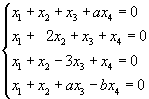 x₁ + x₂ + x₃ + ax₄ = 0
x₁ + 2x₂ + x₃ + x₄ = 0
x₁ + x₂ − 3x₃ + x₄ = 0
x₁ + x₂ + ax₃ − bx₄ = 0